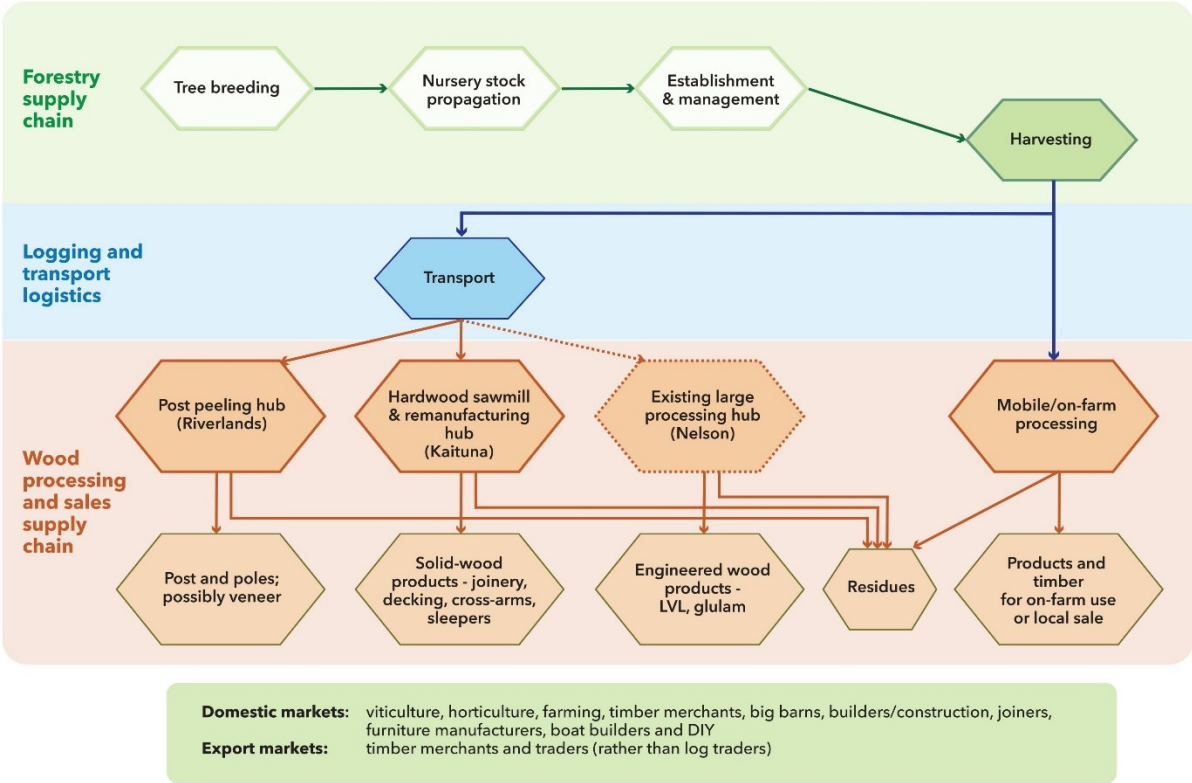 Forestry
supply
chain
Tree breeding
Nursery stock
propagation
Establishment
& management
Harvesting
Logging and
transport
logistics
Transport
Wood
processing
and sales
supply
chain
Post peeling hub
(Riverlands)
Hardwood sawmill
& remanufacturing
hub
(Kaituna)
Existing large
processing hub
(Nelson)
Mobile/on-farm
processing
Post and poles;
possibly veneer
Solid-wood
products - joinery,
decking, cross-arms,
sleepers
Engineered wood
products -
LVL, glulam
Residues
Products and
timber
for on-farm use
or local sale
Domestic markets: viticulture, horticulture, farming, timber merchants, big barns, builders/construction, joiners,
furniture manufacturers, boat builders and DIY
Export markets: timber merchants and traders (rather than log traders)